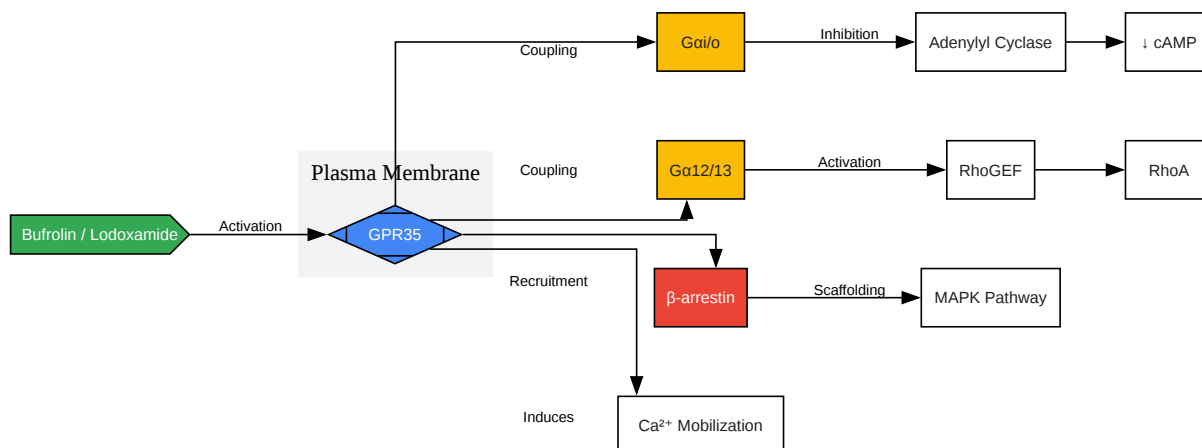 Coupling
Gαi/o
Inhibition
Adenylyl Cyclase
↓ cAMP
Plasma Membrane
Coupling
Gα12/13
Activation
RhoGEF
RhoA
Bufrolin / Lodoxamide
Activation
GPR35
Recruitment
β-arrestin
Scaffolding
MAPK Pathway
Induces
Ca²⁺ Mobilization